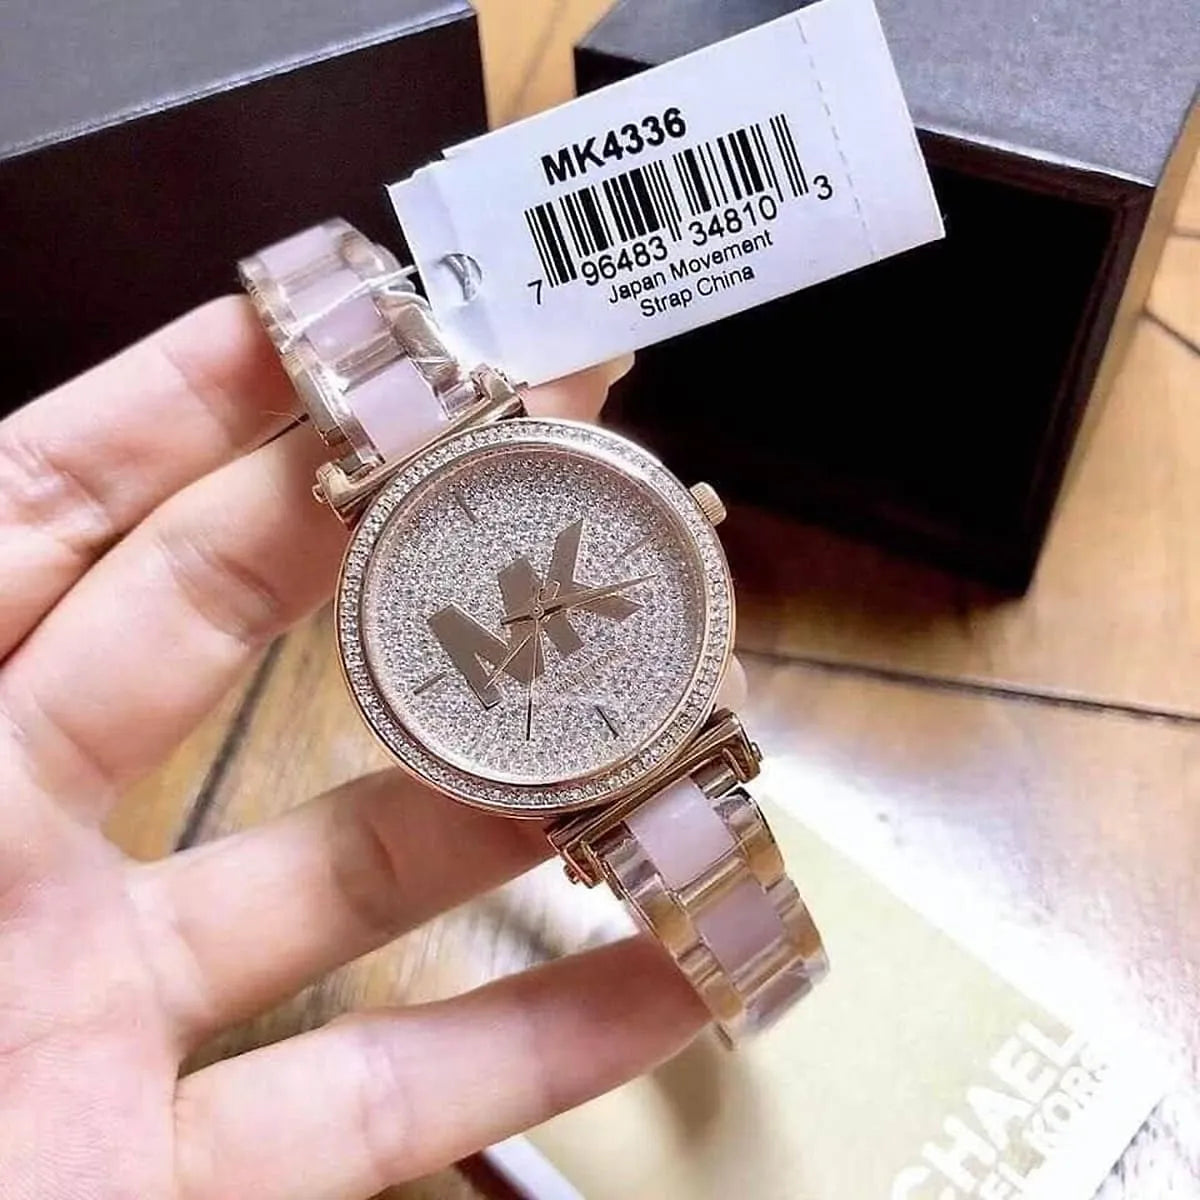 MK4336
7 96483 34810 3
Japan Movement
Strap China
MK
CHAEL
KORS